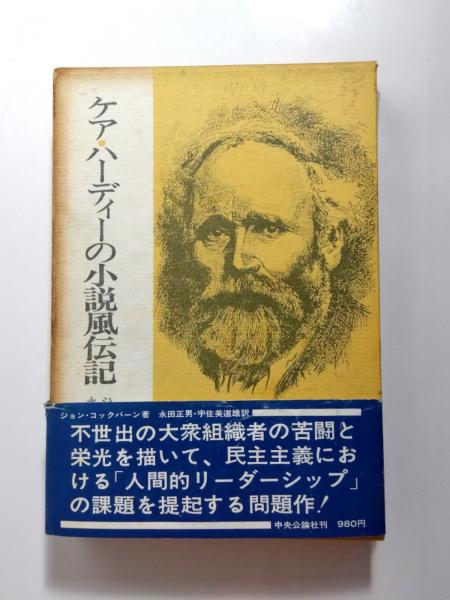 ケア・ハーディーの小説風伝記
ジョン・コックバーン著 永田正男・宇佐美道雄訳
不世出の大衆組織者の苦闘と
栄光を描いて、民主主義にお
ける「人間的リーダーシップ」
の課題を提起する問題作!
中央公論社刊 980円